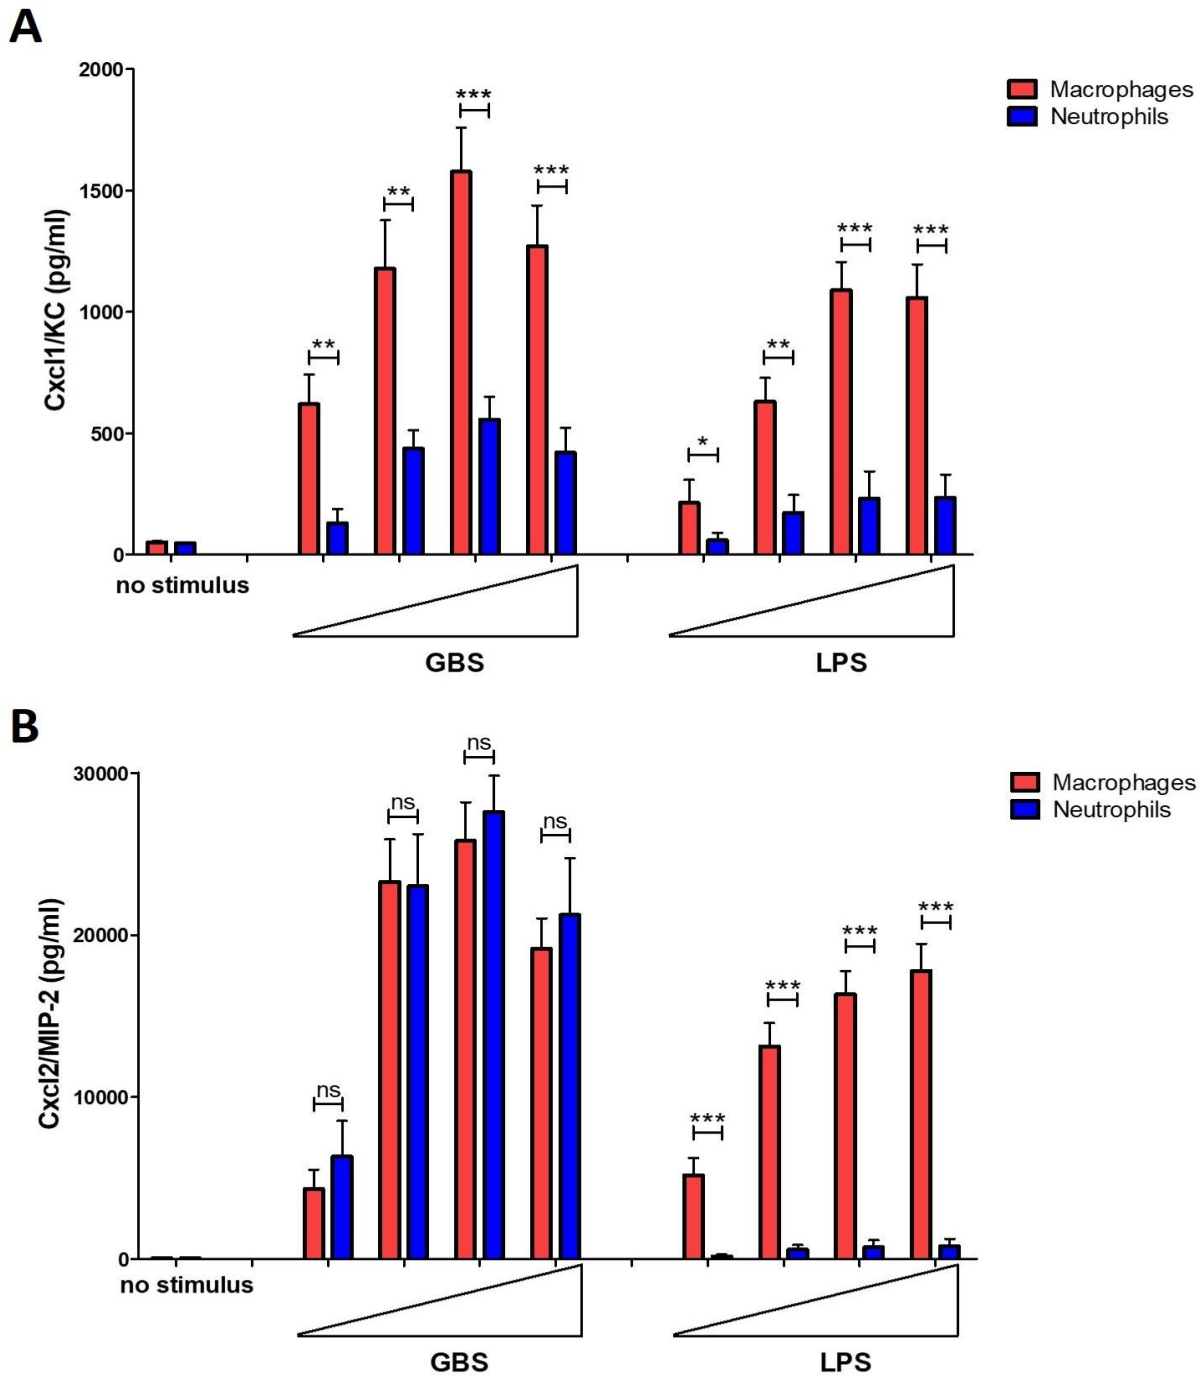 A
2000
1500
1000
500
0
Cxcl1/KC (pg/ml)
Macrophages
Neutrophils
**
**
***
***
*
**
***
***
no stimulus
GBS
LPS
B
30000
20000
10000
0
Cxcl2/MIP-2 (pg/ml)
Macrophages
Neutrophils
ns
ns
ns
ns
***
***
***
***
no stimulus
GBS
LPS